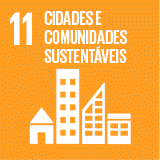 11 CIDADES E
COMUNIDADES
SUSTENTÁVEIS